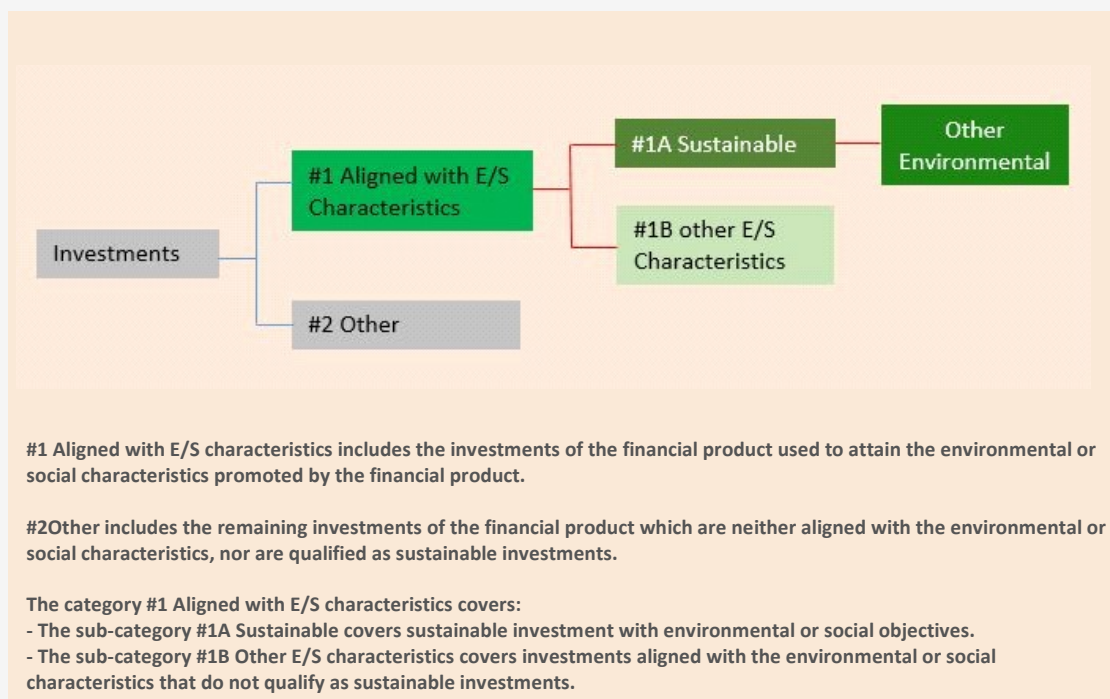 Other
Environmental
#1A Sustainable
#1 Aligned with E/S
Characteristics
#1B other E/S
Characteristics
Investments
#2 Other
#1 Aligned with E/S characteristics includes the investments of the financial product used to attain the environmental or
social characteristics promoted by the financial product.
#2Other includes the remaining investments of the financial product which are neither aligned with the environmental or
social characteristics, nor are qualified as sustainable investments.
The category #1 Aligned with E/S characteristics covers:
- The sub-category #1A Sustainable covers sustainable investment with environmental or social objectives.
- The sub-category #1B Other E/S characteristics covers investments aligned with the environmental or social
characteristics that do not qualify as sustainable investments.